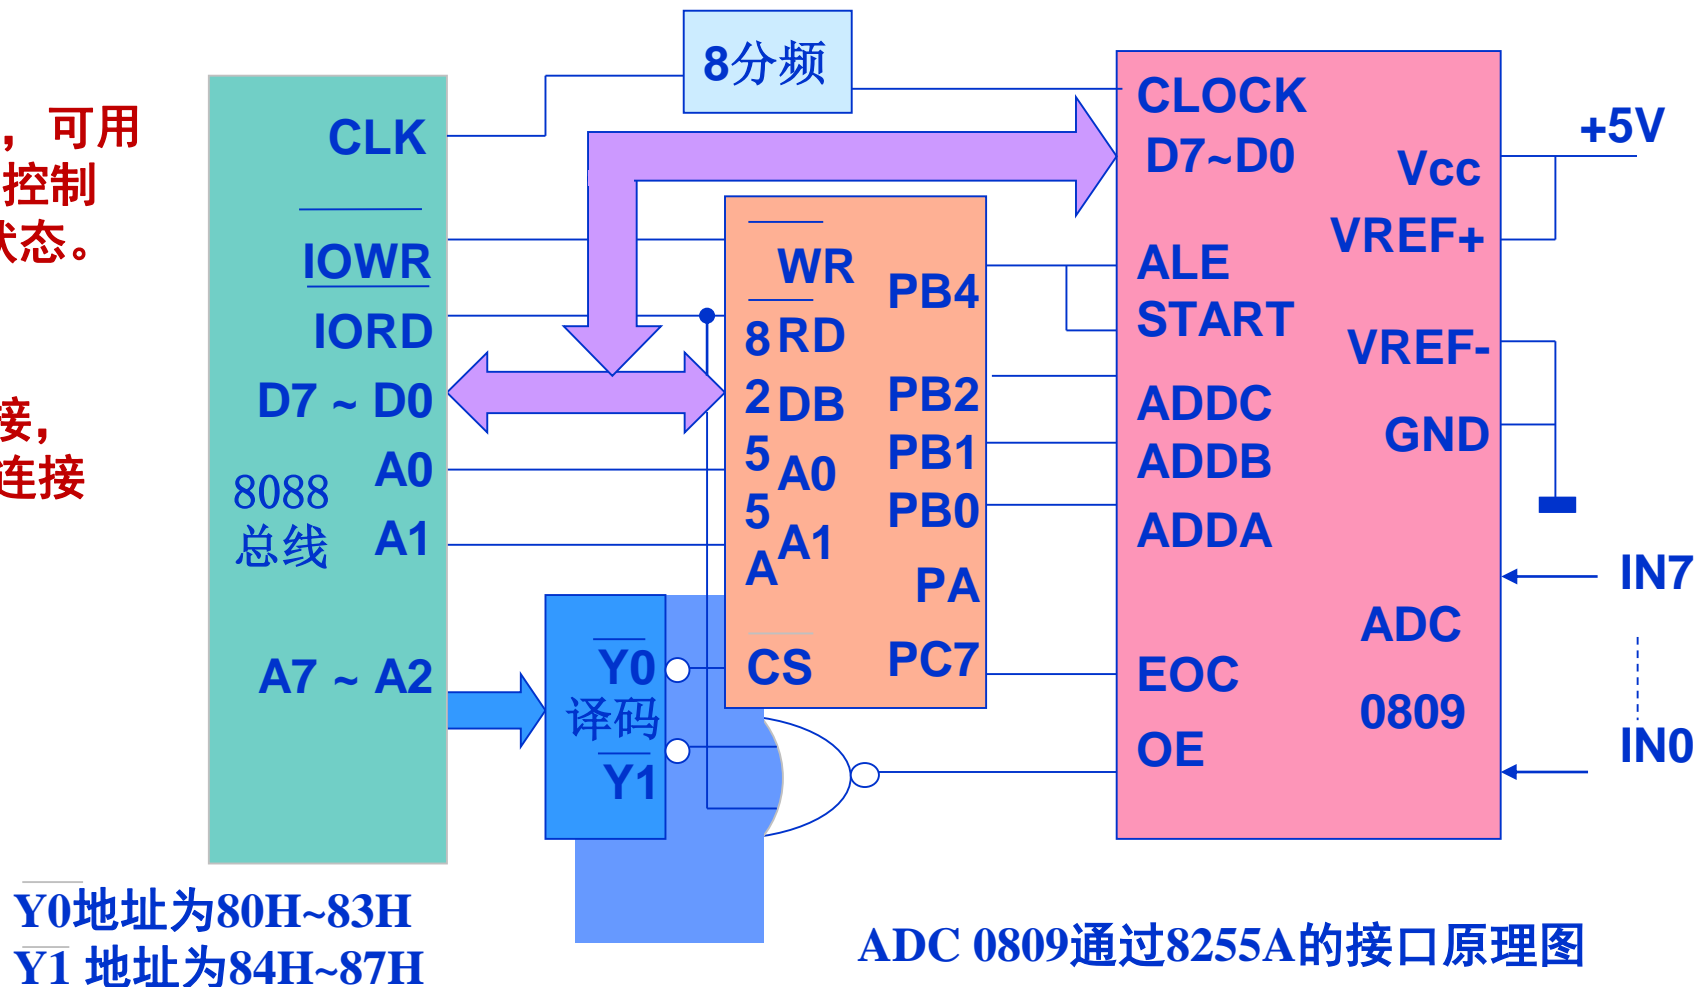 8分频
，可用
控制
状态。
接，
连接
CLK
IOWR
IORD
D7 ~ D0
A0
8088
总线
A1
A7 ~ A2
WR
8 RD
2 DB
5 A0
5 A1
A
CS
PB4
PB2
PB1
PB0
PA
PC7
Y0
译码
Y1
CLOCK
D7~D0
ALE
START
ADDC
ADDB
ADDA
EOC
OE
Vcc
VREF+
VREF-
GND
ADC
0809
+5V
IN7
IN0
Y0地址为80H~83H
Y1 地址为84H~87H
ADC 0809通过8255A的接口原理图